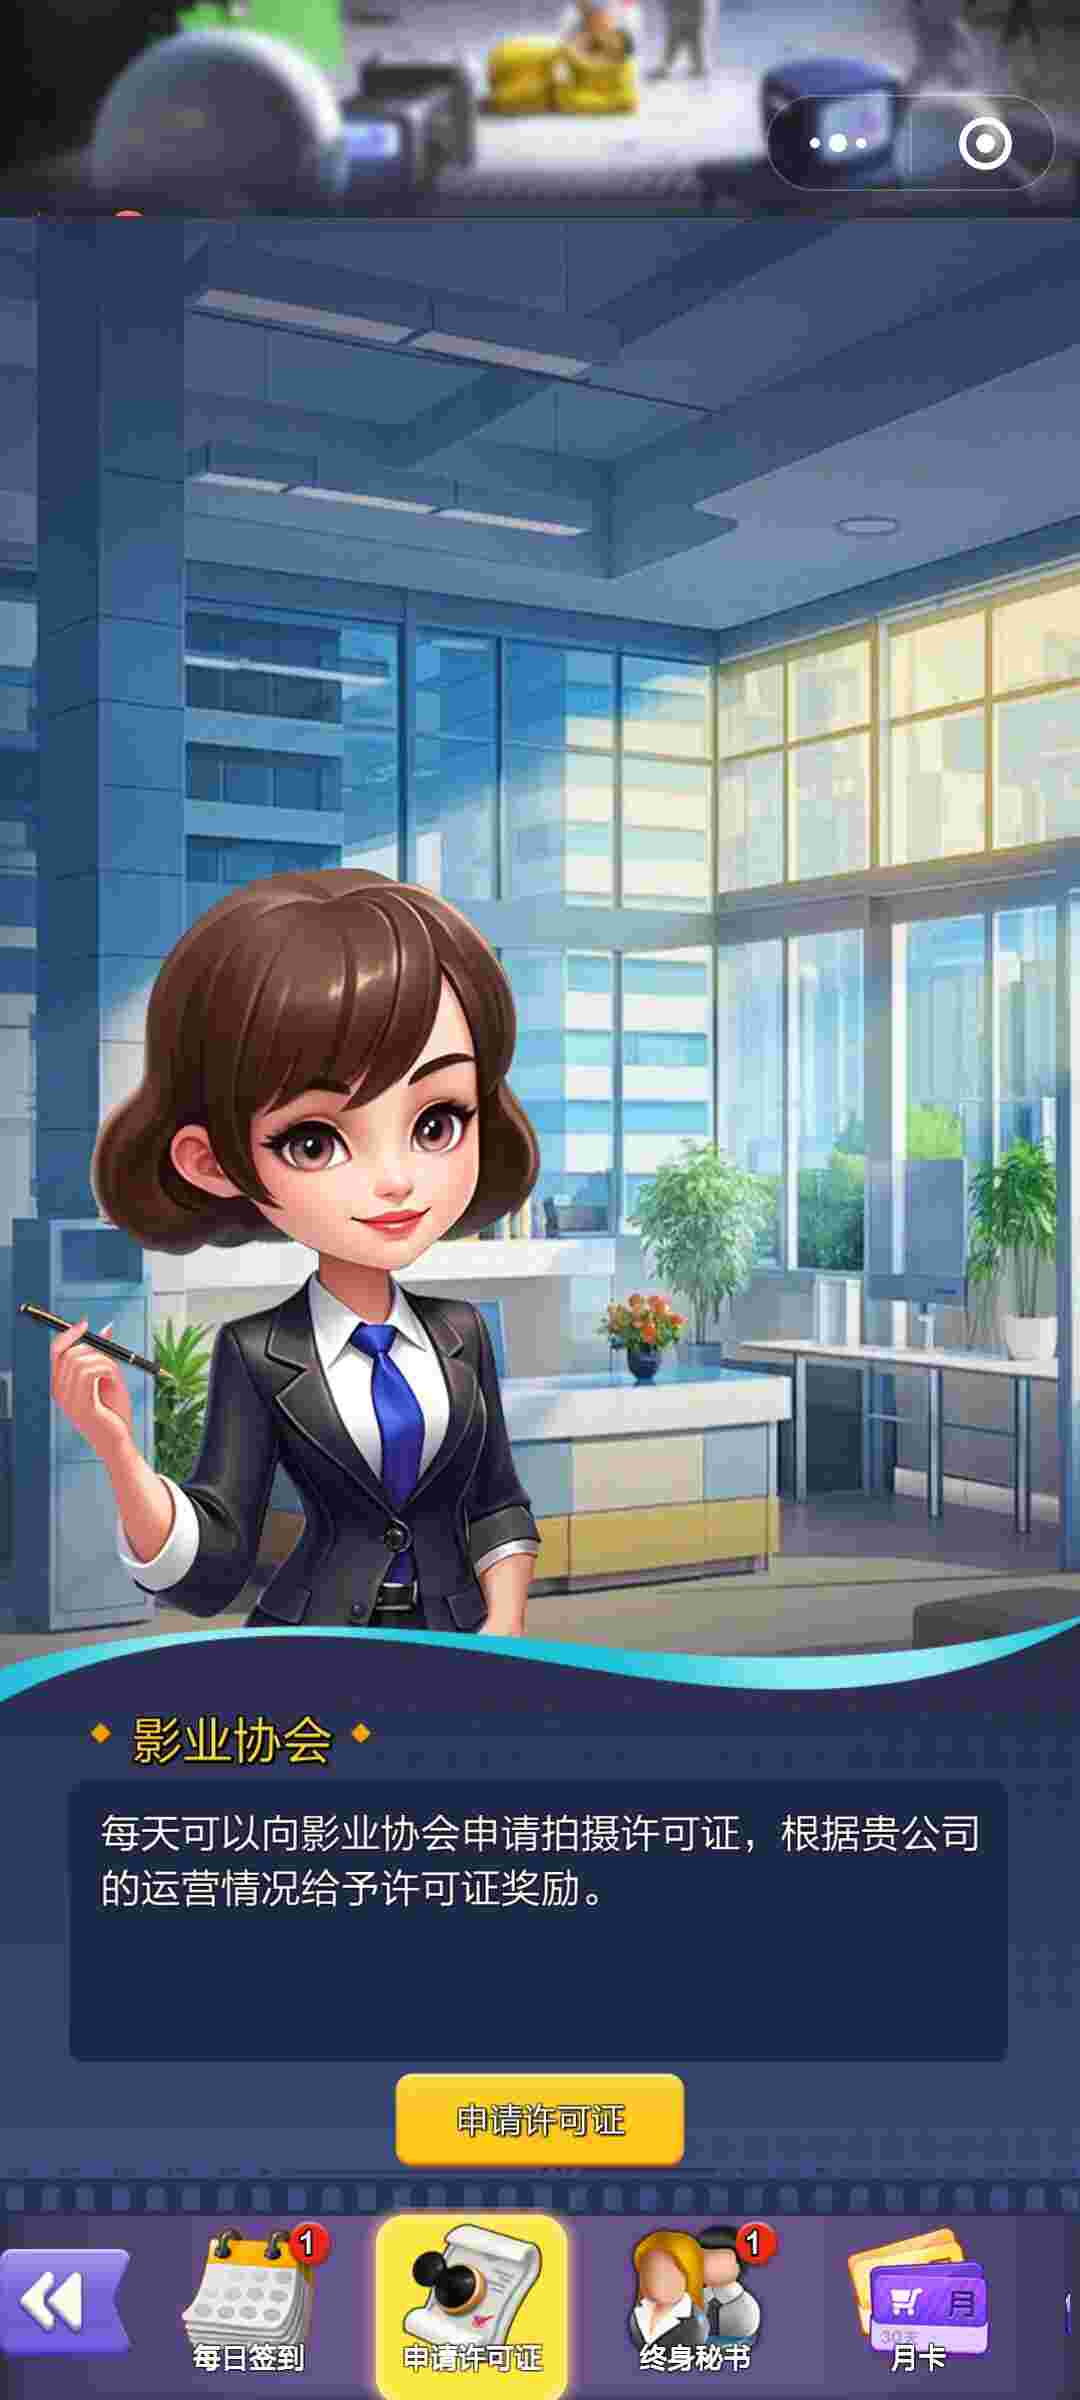 影业协会
每天可以向影业协会申请拍摄许可证，根据贵公司
的运营情况给予许可证奖励。
申请许可证
1
1
月
30天
每日签到
申请许可证
终身秘书
月卡